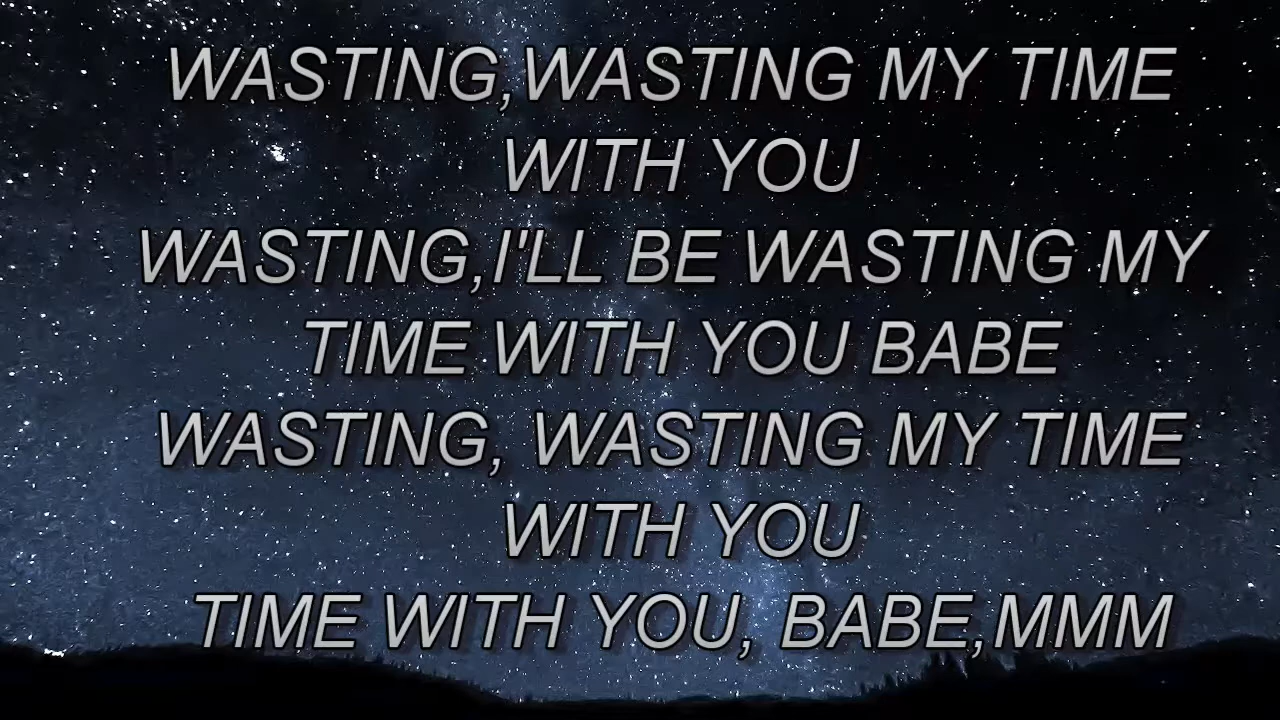 WASTING,WASTING MY TIME
WITH YOU
WASTING,I'LL BE WASTING MY
TIME WITH YOU BABE
WASTING, WASTING MY TIME
WITH YOU
TIME WITH YOU, BABE,MMM